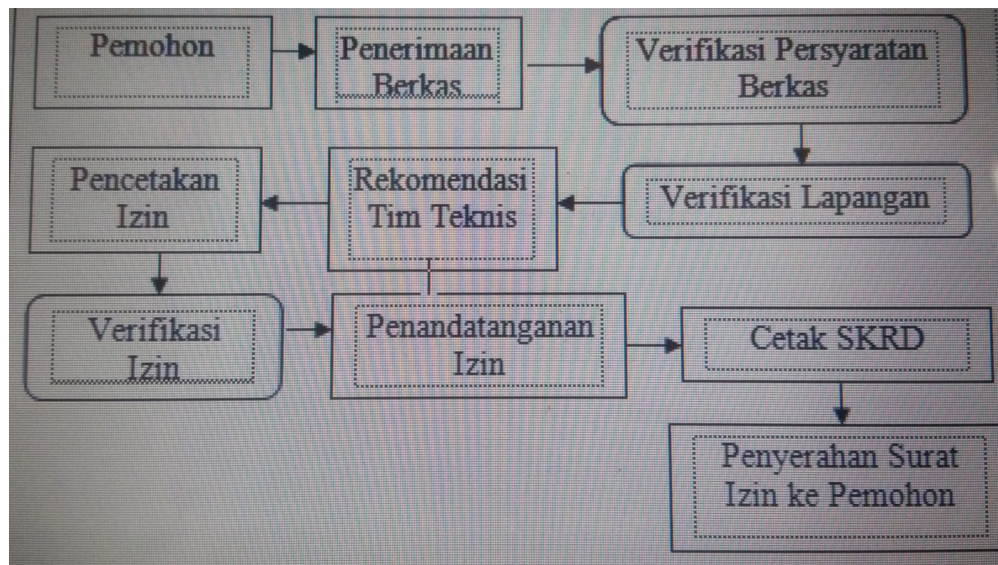 Pemohon
Penerimaan
Berkas
Verifikasi Persyaratan
Berkas
Verifikasi Lapangan
Rekomendasi
Tim Teknis
Pencetakan
Izin
Verifikasi
Izin
Penandatanganan
Izin
Cetak SKRD
Penyerahan Surat
Izin ke Pemohon